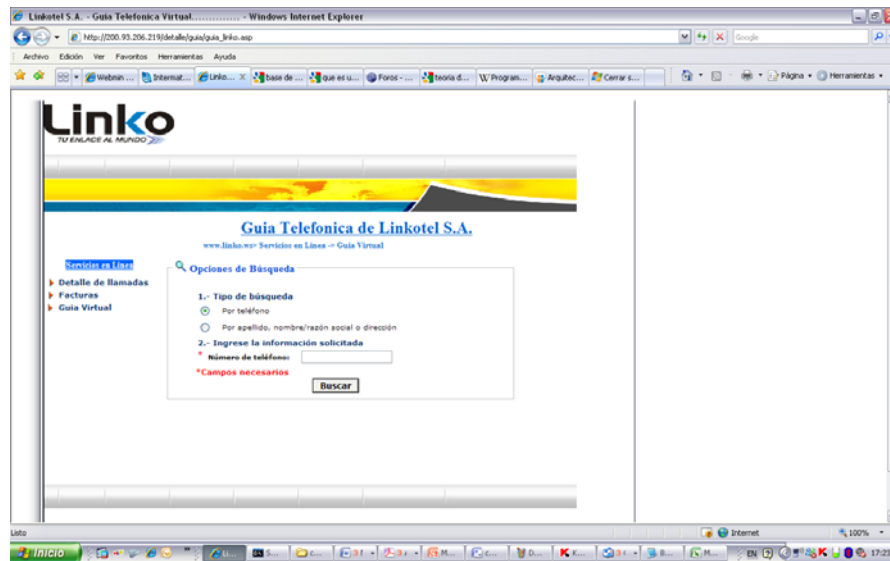 Linkotel S.A. - Guia Telefonica Virtual.............. - Windows Internet Explorer
http://200.93.206.219/detalle/guia/guia_linko.asp
Google
Archivo Edición Ver Favoritos Herramientas Ayuda
Webmin ... Internat... Linko... X base de ... que es u... Foros - ... teoria d... Program... Arquitec... Cerrar s...
Página Herramientas
Linko
TU ENLACE AL MUNDO
Guia Telefonica de Linkotel S.A.
www.linko.ws> Servicios en Linea -> Guia Virtual
Servicios en Linea
Detalle de llamadas
Facturas
Guia Virtual
Opciones de Búsqueda
1.- Tipo de búsqueda
Por teléfono
Por apellido, nombre/razón social o dirección
2.- Ingrese la información solicitada
* Número de teléfono:
*Campos necesarios
Buscar
Listo
Internet
100%
Inicio
EN
17:23